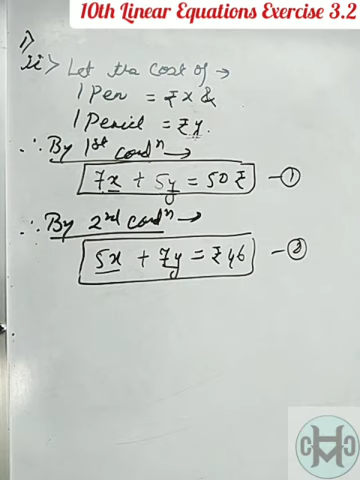 10th Linear Equations Exercise 3.2
i)
ii > Let the cost of →
1 Pen = ₹ x &
1 Pencil = ₹ y.
∴ By 1st condn →
7x + 5y = 50 ₹ — ①
∴ By 2nd condn →
5x + 7y = ₹ 46 — ②